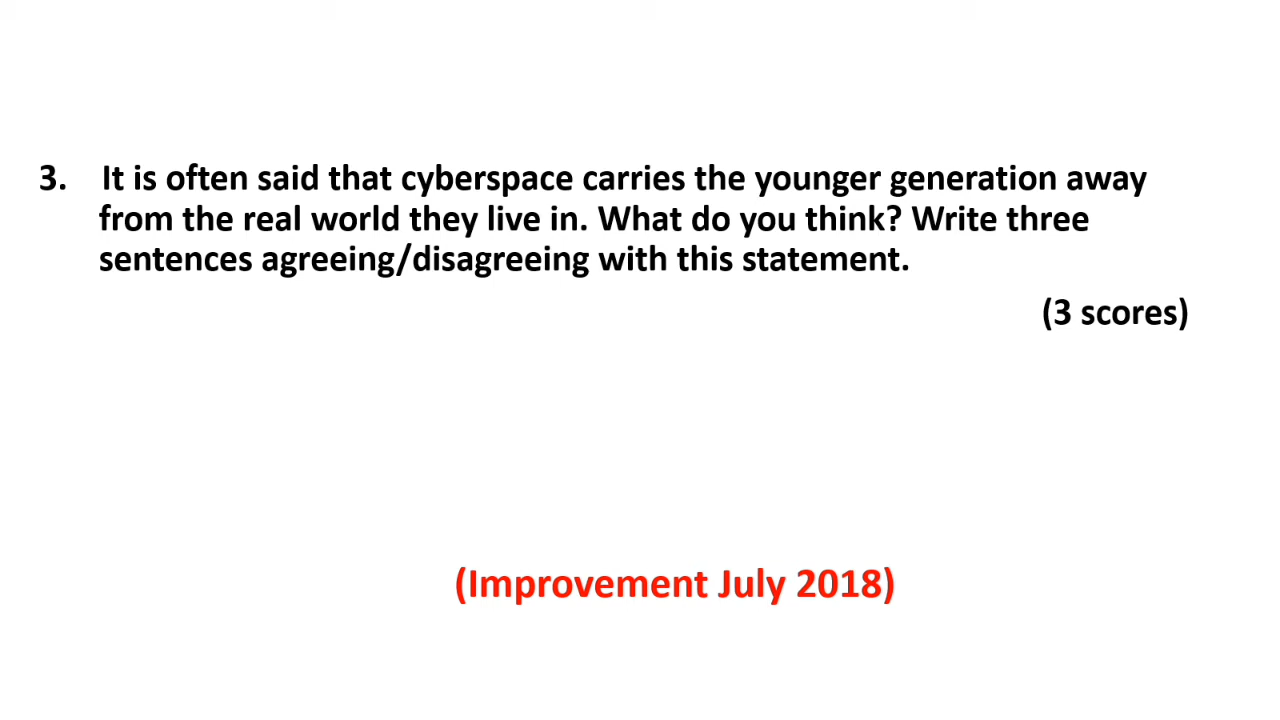 3. It is often said that cyberspace carries the younger generation away
from the real world they live in. What do you think? Write three
sentences agreeing/disagreeing with this statement.
(3 scores)
(Improvement July 2018)